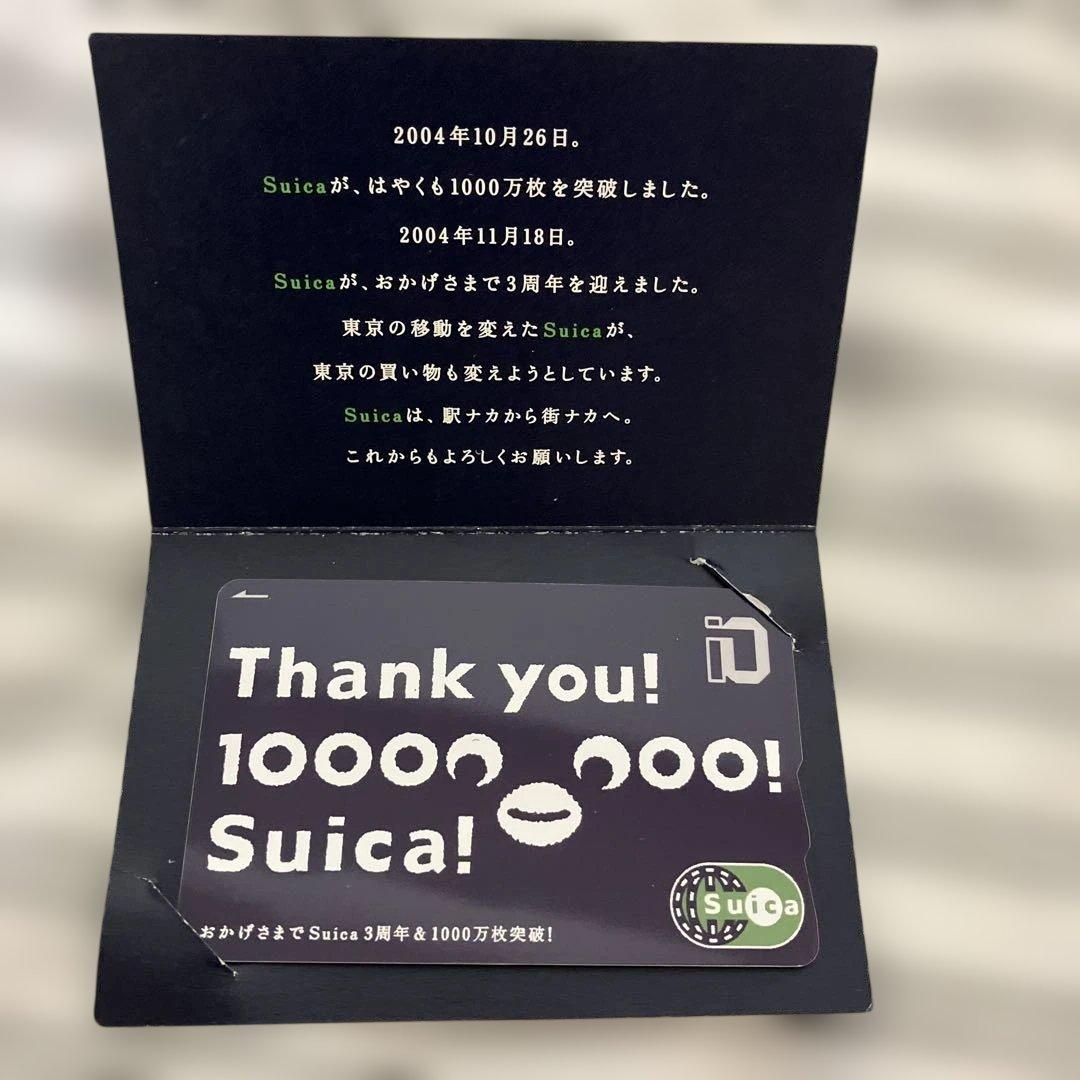 2004年10月26日。
Suicaが、はやくも1000万枚を突破しました。
2004年11月18日。
Suicaが、おかげさまで3周年を迎えました。
東京の移動を変えたSuicaが、
東京の買い物も変えようとしています。
Suicaは、駅ナカから街ナカへ。
これからもよろしくお願いします。
Thank you!
10000000!
Suica!
Suica
おかげさまでSuica 3周年&1000万枚突破!